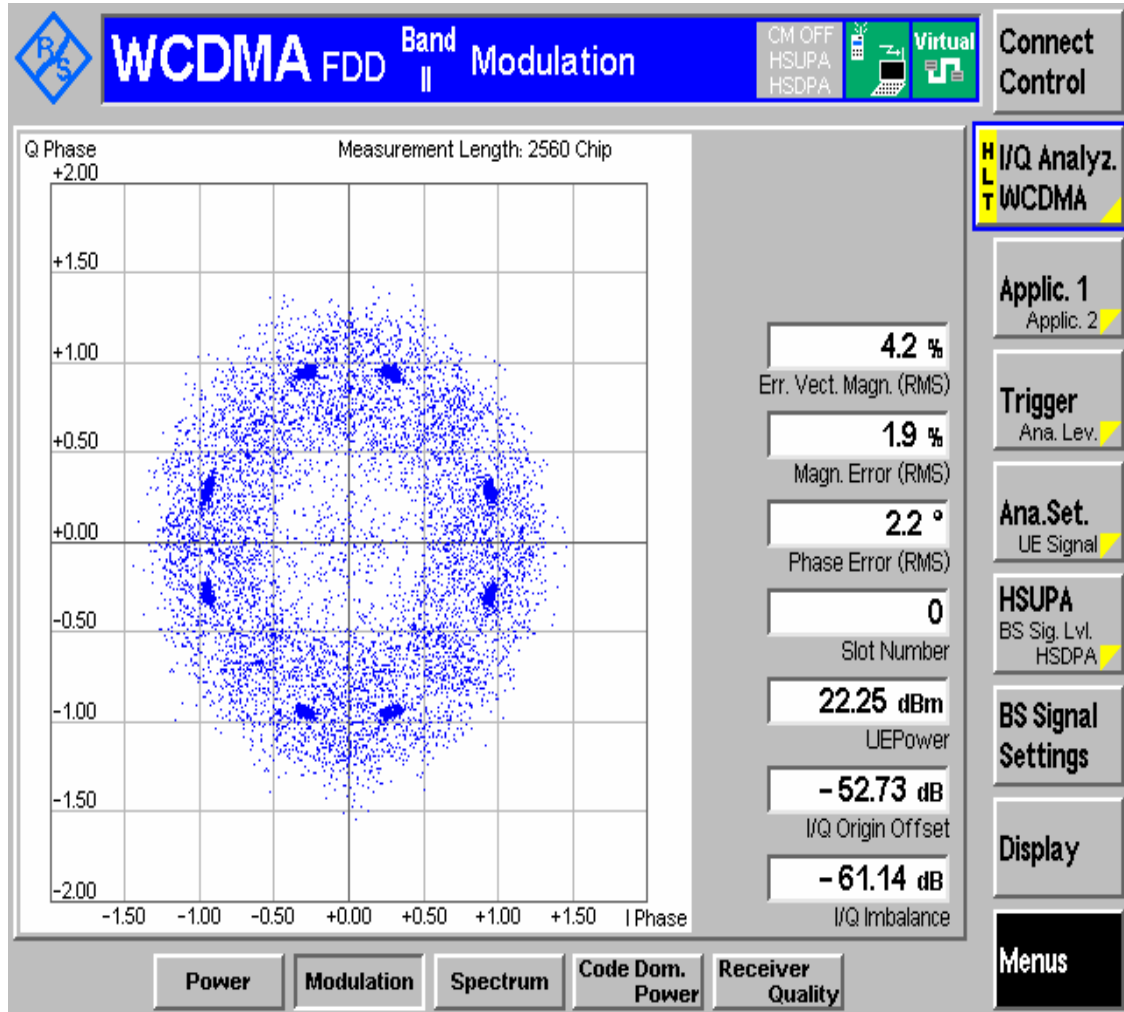 R S
WCDMA FDD Band II Modulation
CM OFF
HSUPA
HSDPA
Virtual
Connect
Control
Q Phase
Measurement Length: 2560 Chip
+2.00
+1.50
+1.00
+0.50
+0.00
-0.50
-1.00
-1.50
-2.00
-1.50 -1.00 -0.50 +0.00 +0.50 +1.00 +1.50 I Phase
4.2 %
Err. Vect. Magn. (RMS)
1.9 %
Magn. Error (RMS)
2.2 °
Phase Error (RMS)
0
Slot Number
22.25 dBm
UEPower
-52.73 dB
I/Q Origin Offset
-61.14 dB
I/Q Imbalance
HLT
I/Q Analyz.
WCDMA
Applic. 1
Applic. 2
Trigger
Ana. Lev.
Ana.Set.
UE Signal
HSUPA
BS Sig. Lvl.
HSDPA
BS Signal
Settings
Display
Menus
Power
Modulation
Spectrum
Code Dom.
Power
Receiver
Quality